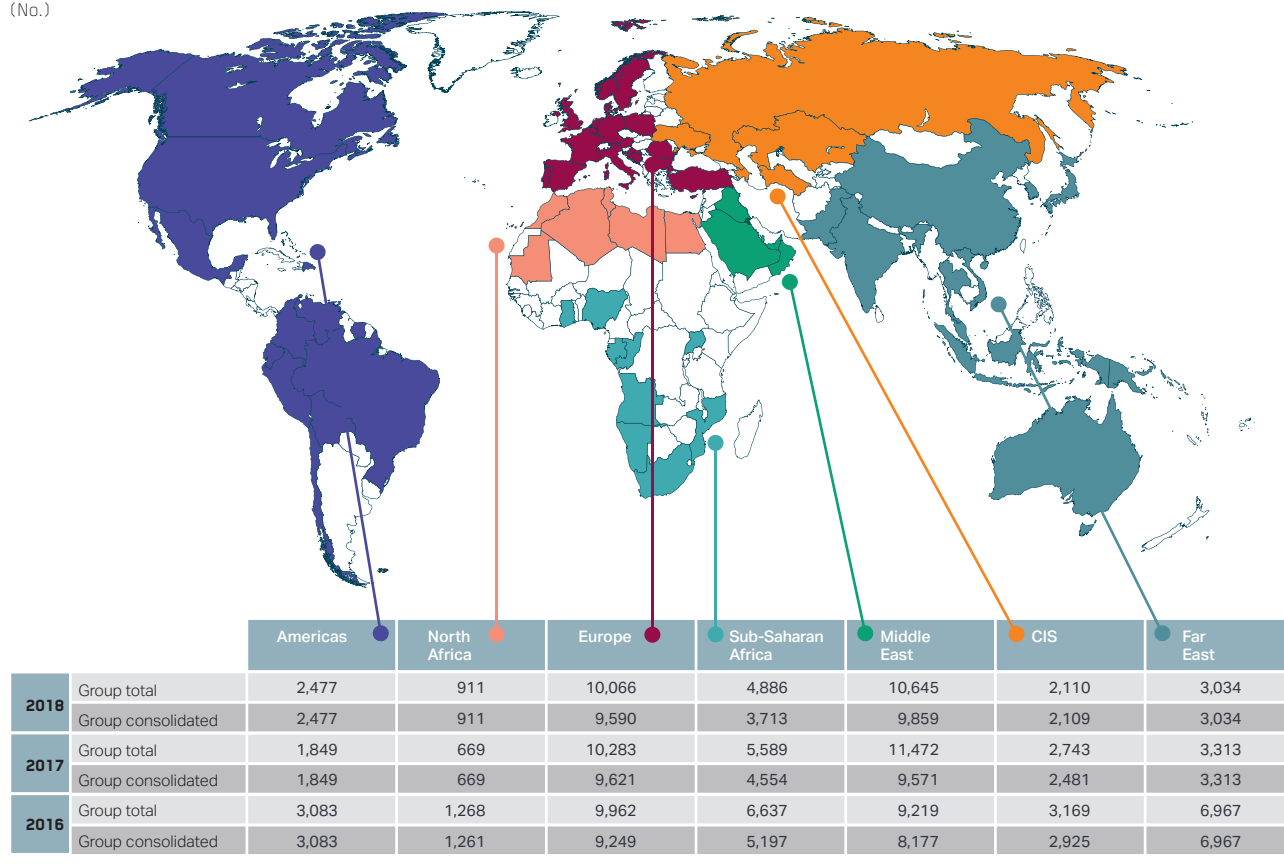 (No.)
Americas
North
Africa
Europe
Sub-Saharan
Africa
Middle
East
CIS
Far
East
2018
Group total 2,477 911 10,066 4,886 10,645 2,110 3,034
Group consolidated 2,477 911 9,590 3,713 9,859 2,109 3,034
2017
Group total 1,849 669 10,283 5,589 11,472 2,743 3,313
Group consolidated 1,849 669 9,621 4,554 9,571 2,481 3,313
2016
Group total 3,083 1,268 9,962 6,637 9,219 3,169 6,967
Group consolidated 3,083 1,261 9,249 5,197 8,177 2,925 6,967